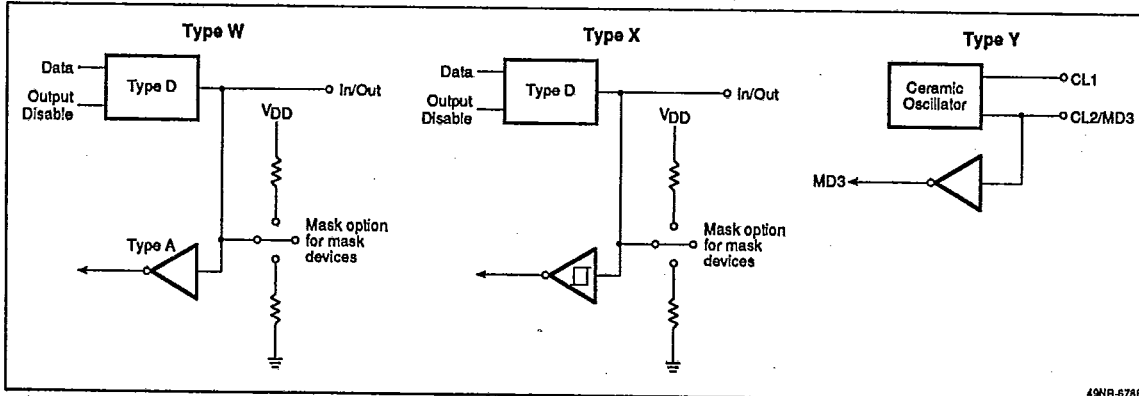 Type W
Data
Output
Disable
Type D
In/Out
VDD
Mask option
for mask
devices
Type A
Type X
Data
Output
Disable
Type D
In/Out
VDD
Mask option
for mask
devices
Type Y
Ceramic
Oscillator
CL1
CL2/MD3
MD3